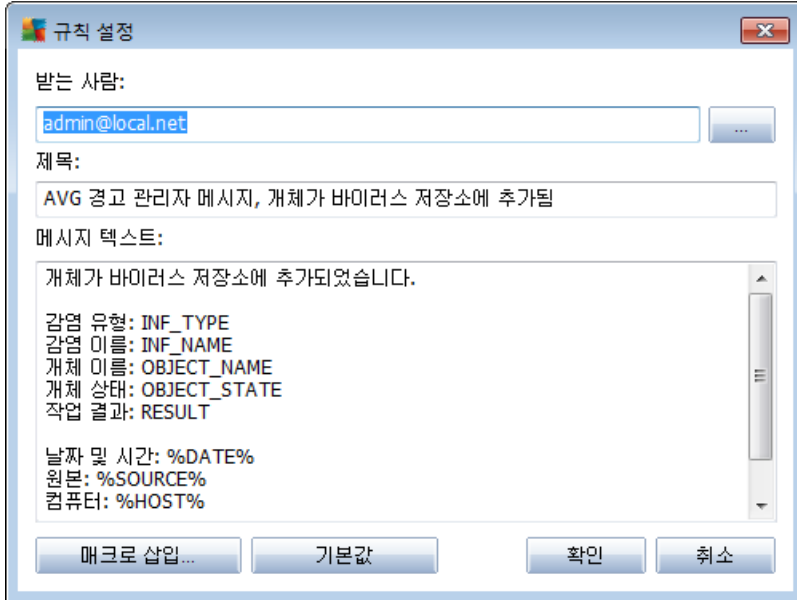 규칙 설정
받는 사람:
admin@local.net
...
제목:
AVG 경고 관리자 메시지, 개체가 바이러스 저장소에 추가됨
메시지 텍스트:
개체가 바이러스 저장소에 추가되었습니다.
감염 유형: INF_TYPE
감염 이름: INF_NAME
개체 이름: OBJECT_NAME
개체 상태: OBJECT_STATE
작업 결과: RESULT
날짜 및 시간: %DATE%
원본: %SOURCE%
컴퓨터: %HOST%
매크로 삽입... 기본값 확인 취소